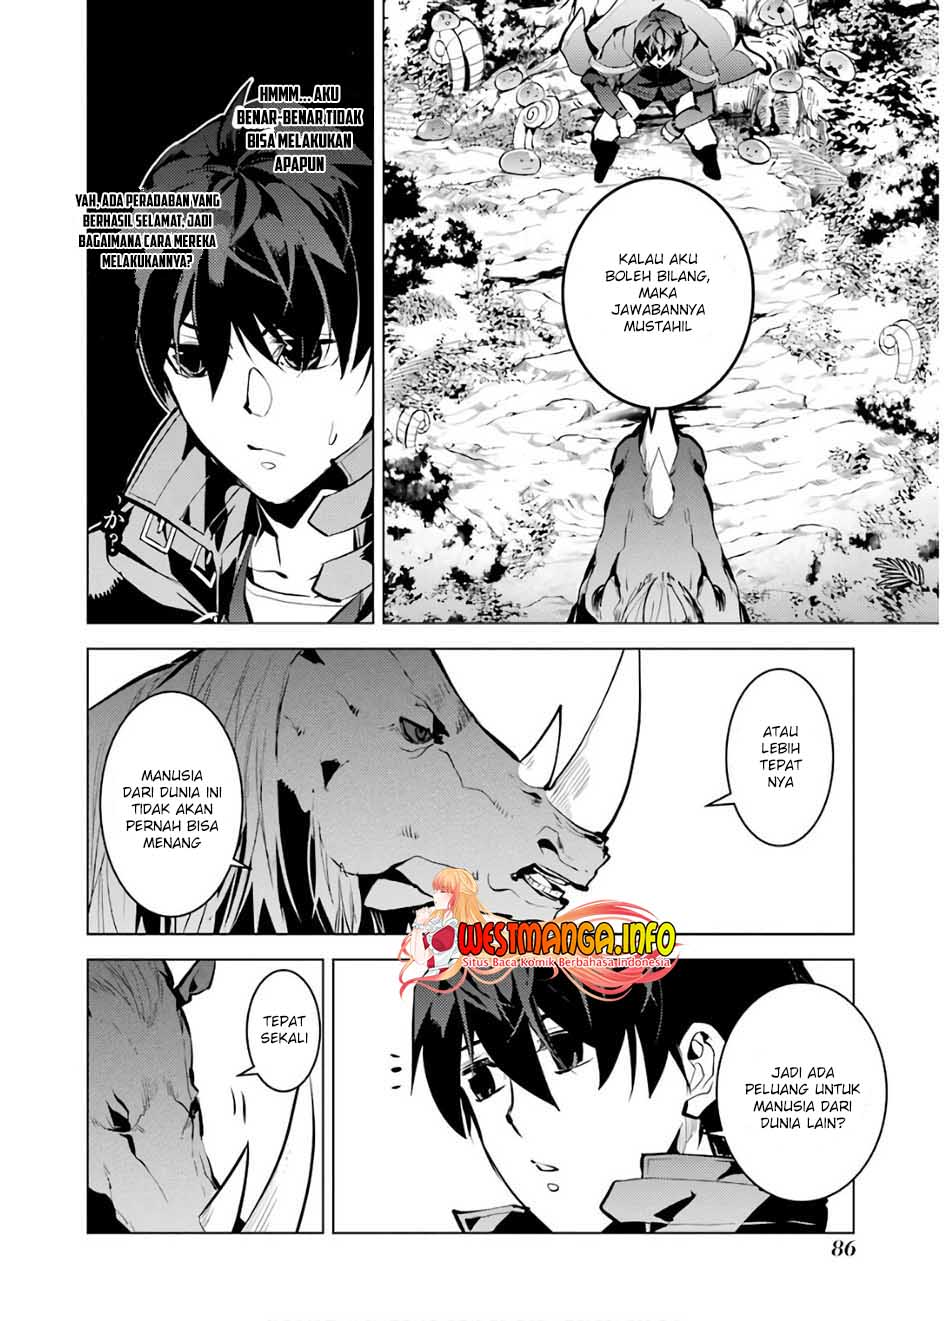 KALAU AKU
BOLEH BILANG,
MAKA
JAWABANNYA
MUSTAHIL
HMMM... AKU
BENAR-BENAR TIDAK
BISA MELAKUKAN
APAPUN
YAH, ADA PERADABAN YANG
BERHASIL SELAMAT, JADI
BAGAIMANA CARA MEREKA
MELAKUKANNYA?
か?
ATAU
LEBIH
TEPAT
NYA
MANUSIA
DARI DUNIA INI
TIDAK AKAN
PERNAH BISA
MENANG
WESTMANGA.INFO
Situs Baca Komik Berbahasa Indonesia
JADI ADA
PELUANG UNTUK
MANUSIA DARI
DUNIA LAIN?
TEPAT
SEKALI
86